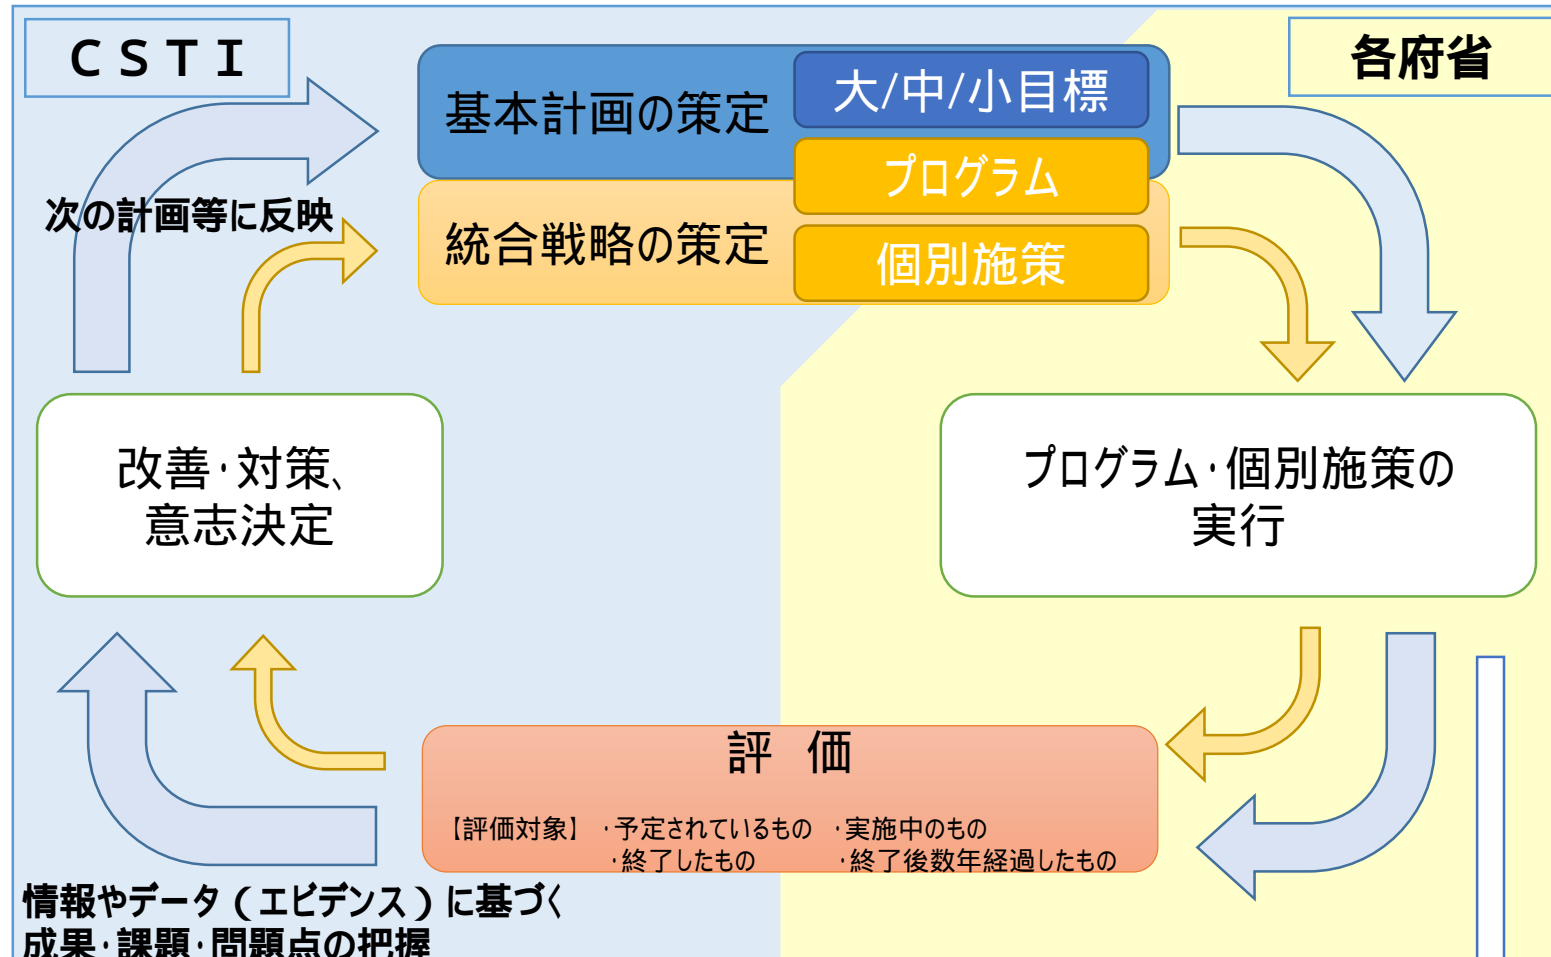 ＣＳＴＩ
各府省
基本計画の策定
大/中/小目標
プログラム
統合戦略の策定
個別施策
次の計画等に反映
改善・対策、
意志決定
プログラム・個別施策の
実行
評 価
【評価対象】 ・予定されているもの ・実施中のもの
・終了したもの ・終了後数年経過したもの
情報やデータ（エビデンス）に基づく
成果・課題・問題点の把握